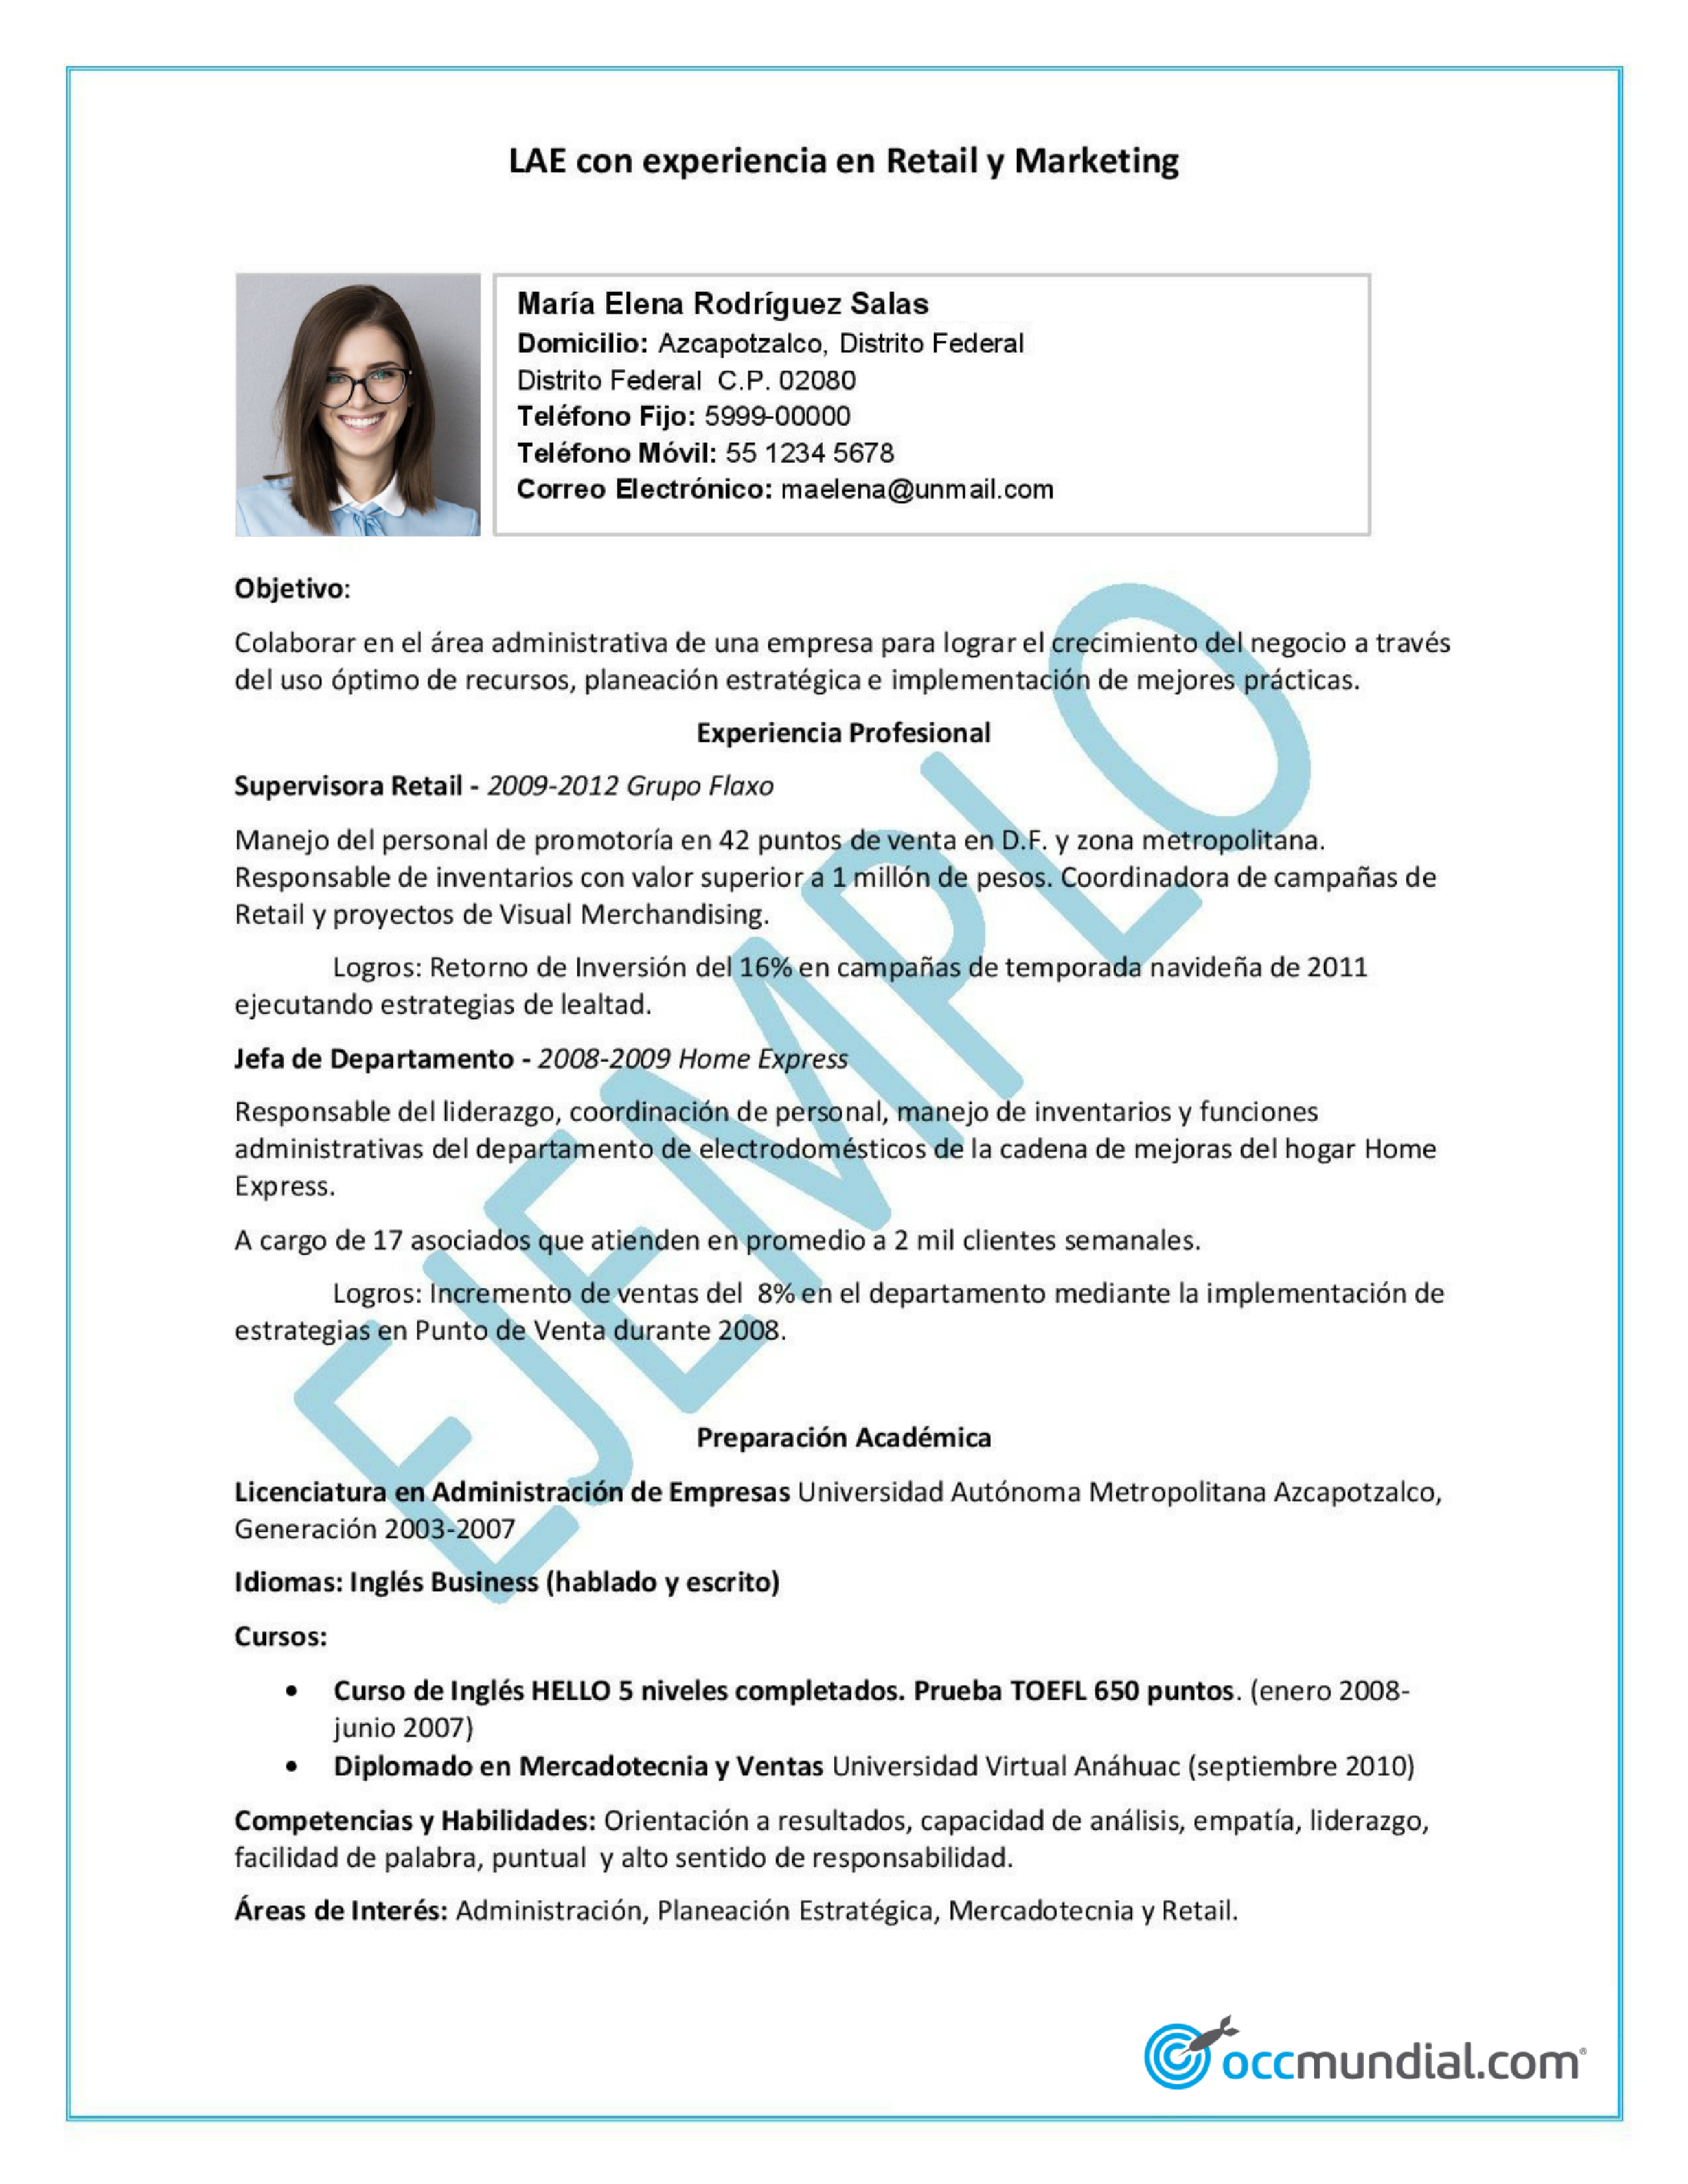 LAE con experiencia en Retail y Marketing
María Elena Rodríguez Salas
Domicilio: Azcapotzalco, Distrito Federal
Distrito Federal C.P. 02080
Teléfono Fijo: 5999-00000
Teléfono Móvil: 55 1234 5678
Correo Electrónico: maelena@unmail.com
Objetivo:
Colaborar en el área administrativa de una empresa para lograr el crecimiento del negocio a través
del uso óptimo de recursos, planeación estratégica e implementación de mejores prácticas.
Experiencia Profesional
Supervisora Retail - 2009-2012 Grupo Flaxo
Manejo del personal de promotoría en 42 puntos de venta en D.F. y zona metropolitana.
Responsable de inventarios con valor superior a 1 millón de pesos. Coordinadora de campañas de
Retail y proyectos de Visual Merchandising.
Logros: Retorno de Inversión del 16% en campañas de temporada navideña de 2011
ejecutando estrategias de lealtad.
Jefa de Departamento - 2008-2009 Home Express
Responsable del liderazgo, coordinación de personal, manejo de inventarios y funciones
administrativas del departamento de electrodomésticos de la cadena de mejoras del hogar Home
Express.
A cargo de 17 asociados que atienden en promedio a 2 mil clientes semanales.
Logros: Incremento de ventas del 8% en el departamento mediante la implementación de
estrategias en Punto de Venta durante 2008.
Preparación Académica
Licenciatura en Administración de Empresas Universidad Autónoma Metropolitana Azcapotzalco,
Generación 2003-2007
Idiomas: Inglés Business (hablado y escrito)
Cursos:
• Curso de Inglés HELLO 5 niveles completados. Prueba TOEFL 650 puntos. (enero 2008-
junio 2007)
• Diplomado en Mercadotecnia y Ventas Universidad Virtual Anáhuac (septiembre 2010)
Competencias y Habilidades: Orientación a resultados, capacidad de análisis, empatía, liderazgo,
facilidad de palabra, puntual y alto sentido de responsabilidad.
Áreas de Interés: Administración, Planeación Estratégica, Mercadotecnia y Retail.
EJEMPLO
occmundial.com®